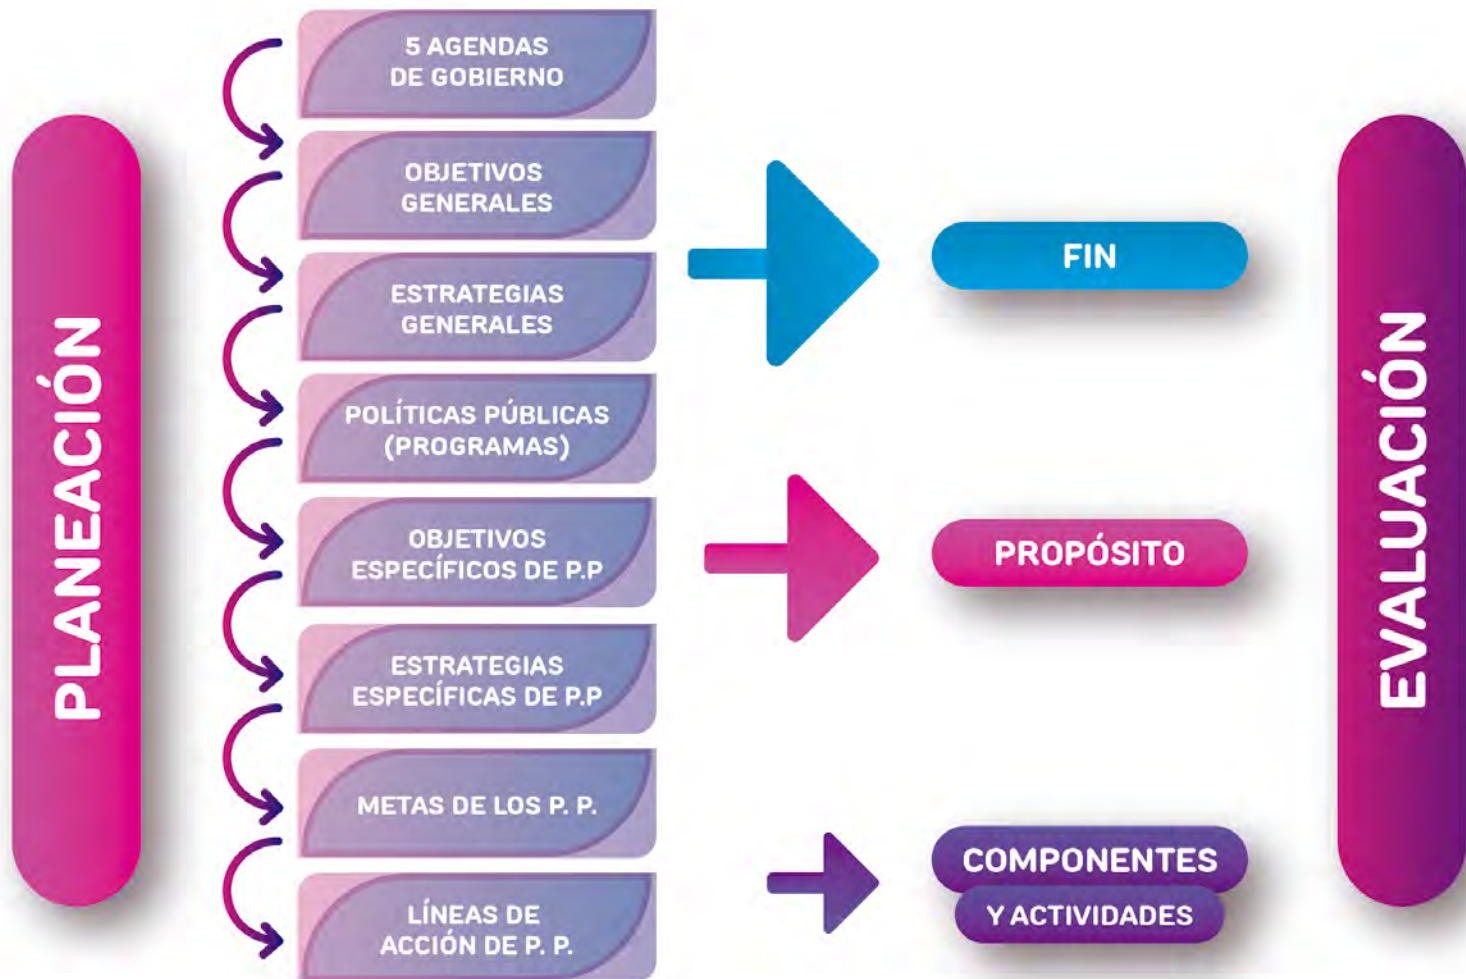 PLANEACIÓN
5 AGENDAS
DE GOBIERNO
OBJETIVOS
GENERALES
ESTRATEGIAS
GENERALES
POLÍTICAS PÚBLICAS
(PROGRAMAS)
OBJETIVOS
ESPECÍFICOS DE P.P
ESTRATEGIAS
ESPECÍFICAS DE P.P
METAS DE LOS P. P.
LÍNEAS DE
ACCIÓN DE P. P.
FIN
PROPÓSITO
COMPONENTES
Y ACTIVIDADES
EVALUACIÓN